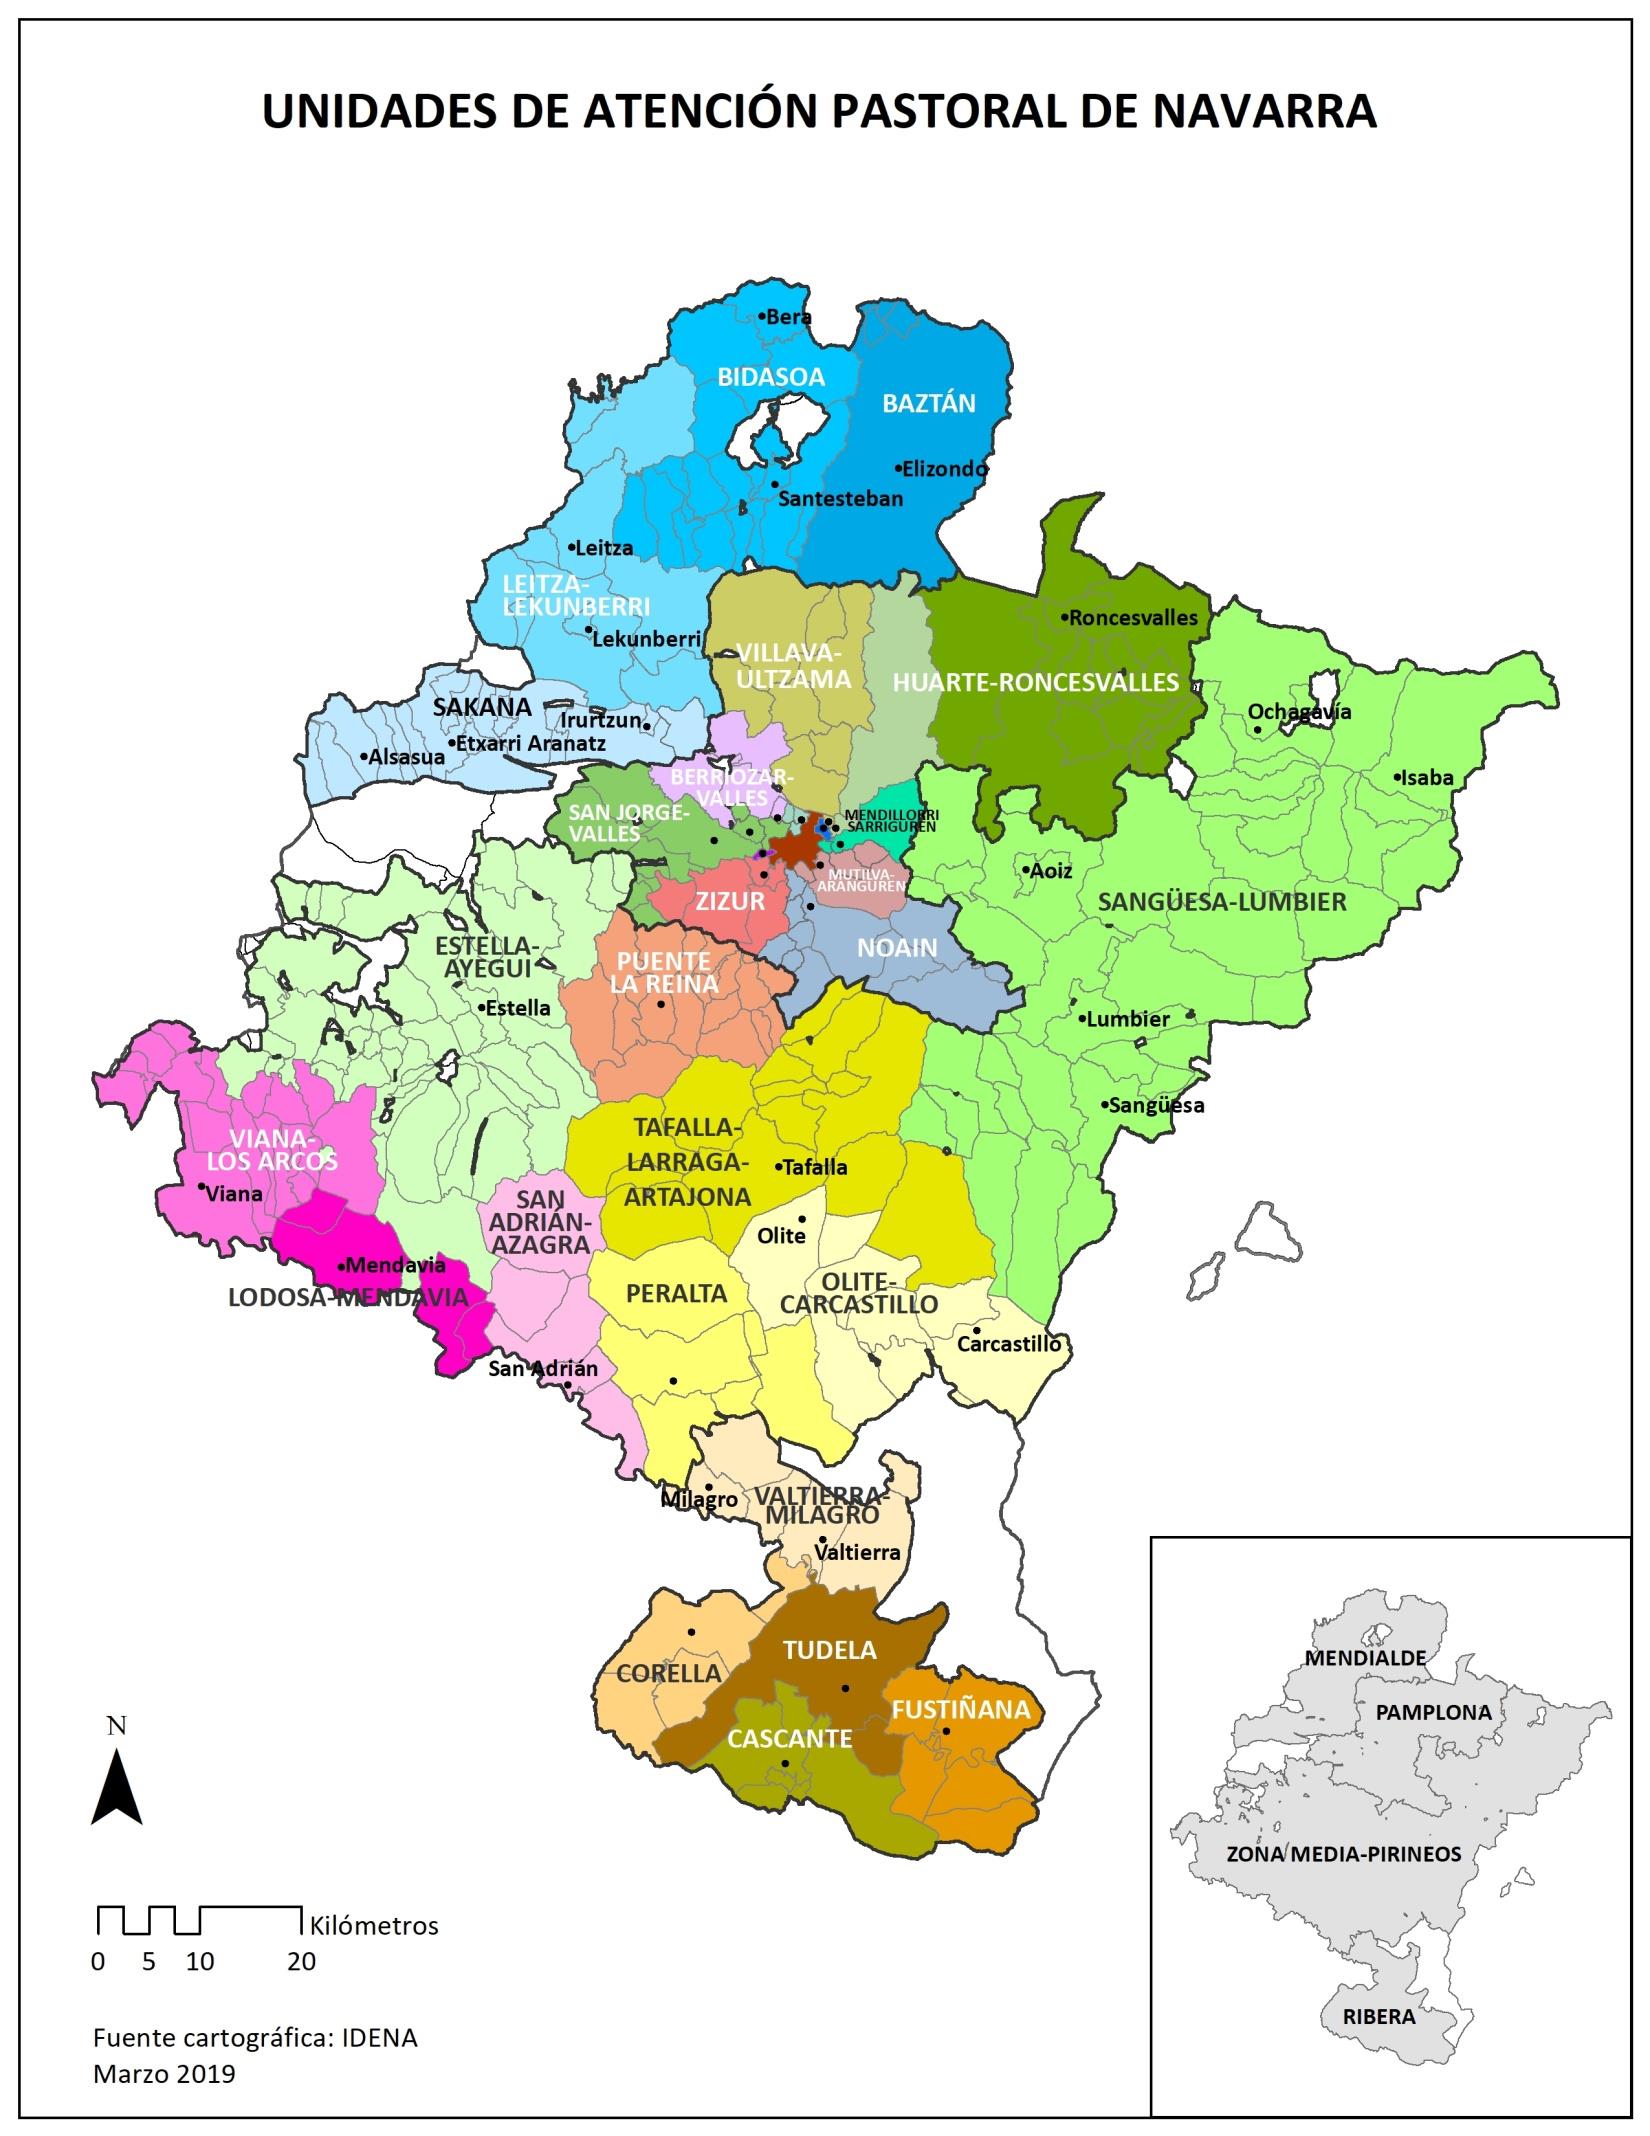 UNIDADES DE ATENCIÓN PASTORAL DE NAVARRA
Bera
BIDASOA
BAZTÁN
Elizondo
Santesteban
Leitza
LEITZA-
LEKUNBERRI
Lekunberri
Roncesvalles
VILLAVA-
ULTZAMA
HUARTE-RONCESVALLES
SAKANA
Irurtzun
Ochagavía
Etxarri Aranatz
Alsasua
Isaba
BERRIOZAR-
VALLES
SAN JORGE-
VALLES
MENDILLORRI
SARRIGUREN
Aoiz
MUTILVA-
ARANGUREN
ZIZUR
SANGÜESA-LUMBIER
ESTELLA-
AYEGUI
NOAIN
PUENTE
LA REINA
Estella
Lumbier
Sangüesa
VIANA-
LOS ARCOS
TAFALLA-
LARRAGA-
ARTAJONA
Tafalla
Viana
SAN
ADRIÁN-
AZAGRA
Olite
Mendavia
LODOSA-MENDAVIA
PERALTA
OLITE-
CARCASTILLO
Carcastillo
San Adrián
Milagro
VALTIERRA-
MILAGRO
Valtierra
TUDELA
CORELLA
FUSTIÑANA
CASCANTE
MENDIALDE
PAMPLONA
ZONA MEDIA-PIRINEOS
RIBERA
N
Kilómetros
0 5 10 20
Fuente cartográfica: IDENA
Marzo 2019